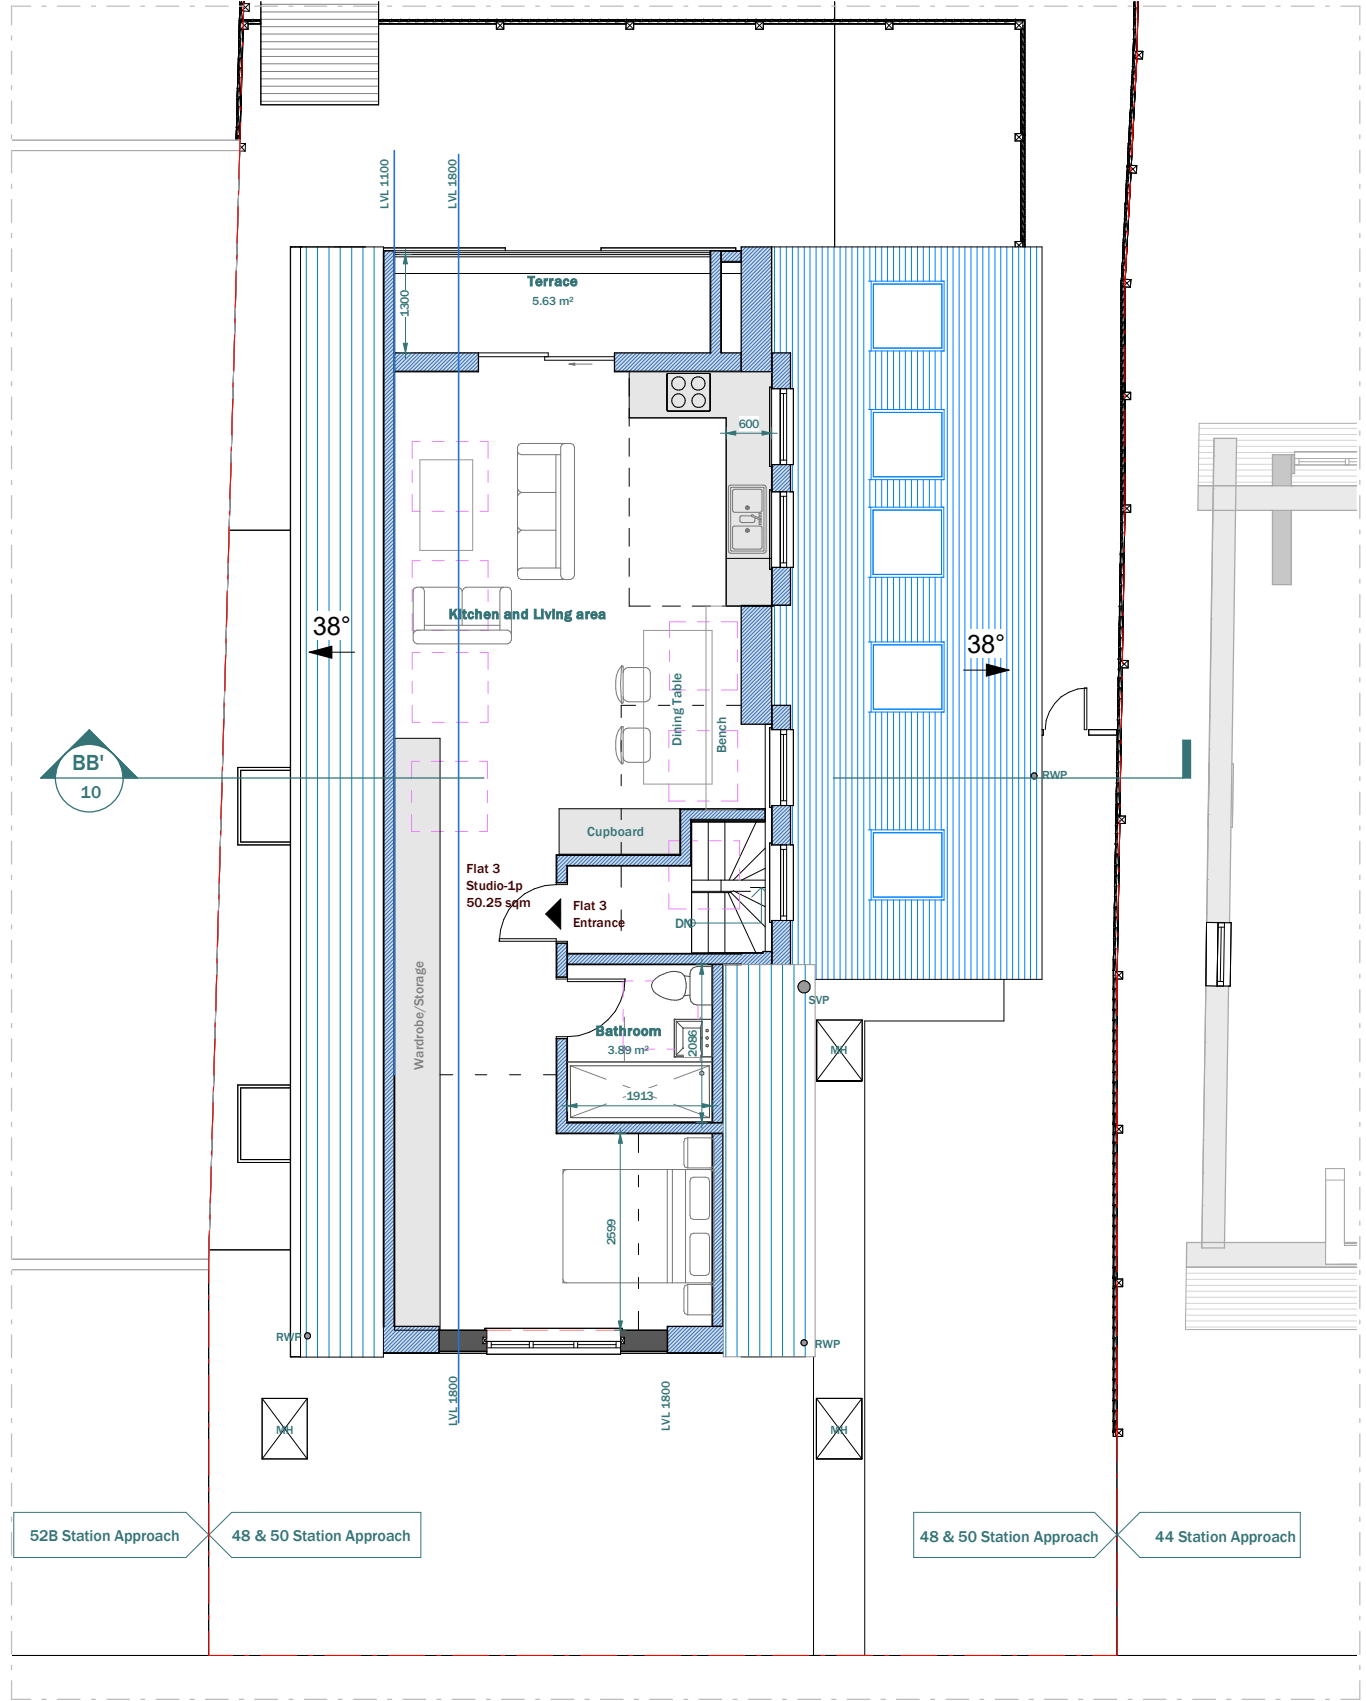 LVL 1100
LVL 1800
Terrace
5.63 m²
1300
600
Kitchen and Living area
38°
38°
Dining Table
Bench
BB'
10
RWP
Cupboard
Flat 3
Studio-1p
50.25 sqm
Flat 3
Entrance
DN
Wardrobe/Storage
SVP
Bathroom
3.89 m²
2086
MH
1913
2599
RWP
RWP
LVL 1800
LVL 1800
MH
MH
52B Station Approach
48 & 50 Station Approach
48 & 50 Station Approach
44 Station Approach